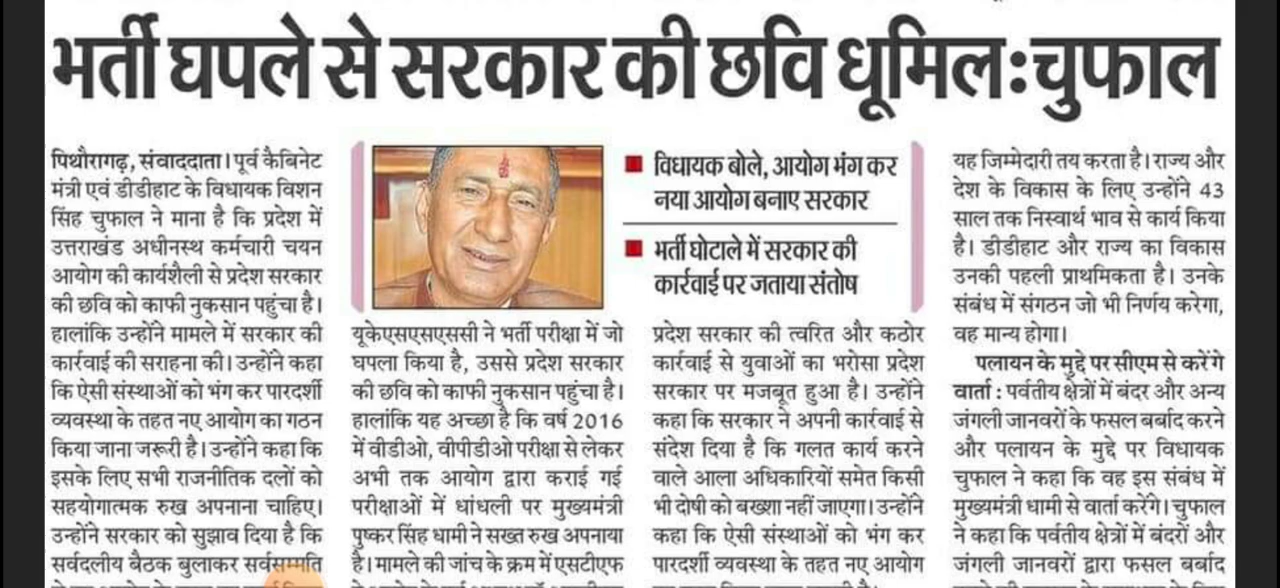 भर्ती घपले से सरकार की छवि धूमिल:चुफाल
पिथौरागढ़, संवाददाता। पूर्व कैबिनेट
मंत्री एवं डीडीहाट के विधायक विशन
सिंह चुफाल ने माना है कि प्रदेश में
उत्तराखंड अधीनस्थ कर्मचारी चयन
आयोग की कार्यशैली से प्रदेश सरकार
की छवि को काफी नुकसान पहुंचा है।
हालांकि उन्होंने मामले में सरकार की
कार्रवाई की सराहना की। उन्होंने कहा
कि ऐसी संस्थाओं को भंग कर पारदर्शी
व्यवस्था के तहत नए आयोग का गठन
किया जाना जरूरी है। उन्होंने कहा कि
इसके लिए सभी राजनीतिक दलों को
सहयोगात्मक रुख अपनाना चाहिए।
उन्होंने सरकार को सुझाव दिया है कि
सर्वदलीय बैठक बुलाकर सर्वसम्मति
विधायक बोले, आयोग भंग कर
नया आयोग बनाए सरकार
भर्ती घोटाले में सरकार की
कार्रवाई पर जताया संतोष
यूकेएसएसएससी ने भर्ती परीक्षा में जो
घपला किया है, उससे प्रदेश सरकार
की छवि को काफी नुकसान पहुंचा है।
हालांकि यह अच्छा है कि वर्ष 2016
में वीडीओ, वीपीडीओ परीक्षा से लेकर
अभी तक आयोग द्वारा कराई गई
परीक्षाओं में धांधली पर मुख्यमंत्री
पुष्कर सिंह धामी ने सख्त रुख अपनाया
है। मामले की जांच के क्रम में एसटीएफ
प्रदेश सरकार की त्वरित और कठोर
कार्रवाई से युवाओं का भरोसा प्रदेश
सरकार पर मजबूत हुआ है। उन्होंने
कहा कि सरकार ने अपनी कार्रवाई से
संदेश दिया है कि गलत कार्य करने
वाले आला अधिकारियों समेत किसी
भी दोषी को बख्शा नहीं जाएगा। उन्होंने
कहा कि ऐसी संस्थाओं को भंग कर
पारदर्शी व्यवस्था के तहत नए आयोग
यह जिम्मेदारी तय करता है। राज्य और
देश के विकास के लिए उन्होंने 43
साल तक निस्वार्थ भाव से कार्य किया
है। डीडीहाट और राज्य का विकास
उनकी पहली प्राथमिकता है। उनके
संबंध में संगठन जो भी निर्णय करेगा,
वह मान्य होगा।
पलायन के मुद्दे पर सीएम से करेंगे
वार्ता : पर्वतीय क्षेत्रों में बंदर और अन्य
जंगली जानवरों के फसल बर्बाद करने
और पलायन के मुद्दे पर विधायक
चुफाल ने कहा कि वह इस संबंध में
मुख्यमंत्री धामी से वार्ता करेंगे। चुफाल
ने कहा कि पर्वतीय क्षेत्रों में बंदरों और
जंगली जानवरों द्वारा फसल बर्बाद